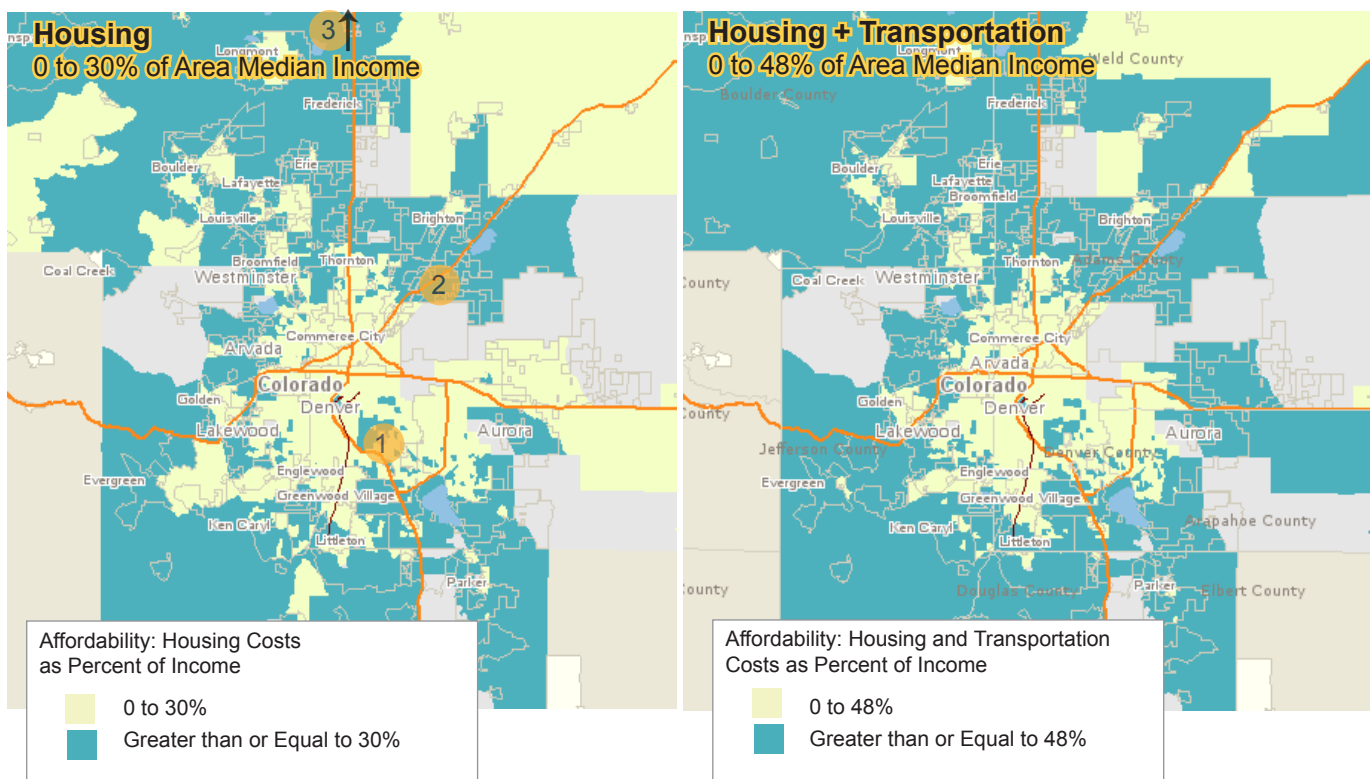 Housing
0 to 30% of Area Median Income
3
Longmont
Frederick
Boulder
Erie
Lafayette
Louisville
Brighton
Broomfield
Thornton
Coal Creek
Westminster
2
Commerce City
Arvada
Colorado
Golden
Denver
Lakewood
1
Aurora
Englewood
Evergreen
Greenwood Village
Ken Caryl
Littleton
Parker
Affordability: Housing Costs
as Percent of Income
0 to 30%
Greater than or Equal to 30%
Housing + Transportation
0 to 48% of Area Median Income
Longmont
Weld County
Boulder County
Frederick
Boulder
Erie
Lafayette
Broomfield
Louisville
Brighton
Thornton
Adams County
Coal Creek
Westminster
County
Commerce City
Arvada
Colorado
Golden
Denver
County
Lakewood
Aurora
Jefferson County
Denver County
Englewood
Evergreen
Greenwood Village
Ken Caryl
Arapahoe County
Littleton
Parker
County
Douglas County
Elbert County
Affordability: Housing and Transportation
Costs as Percent of Income
0 to 48%
Greater than or Equal to 48%